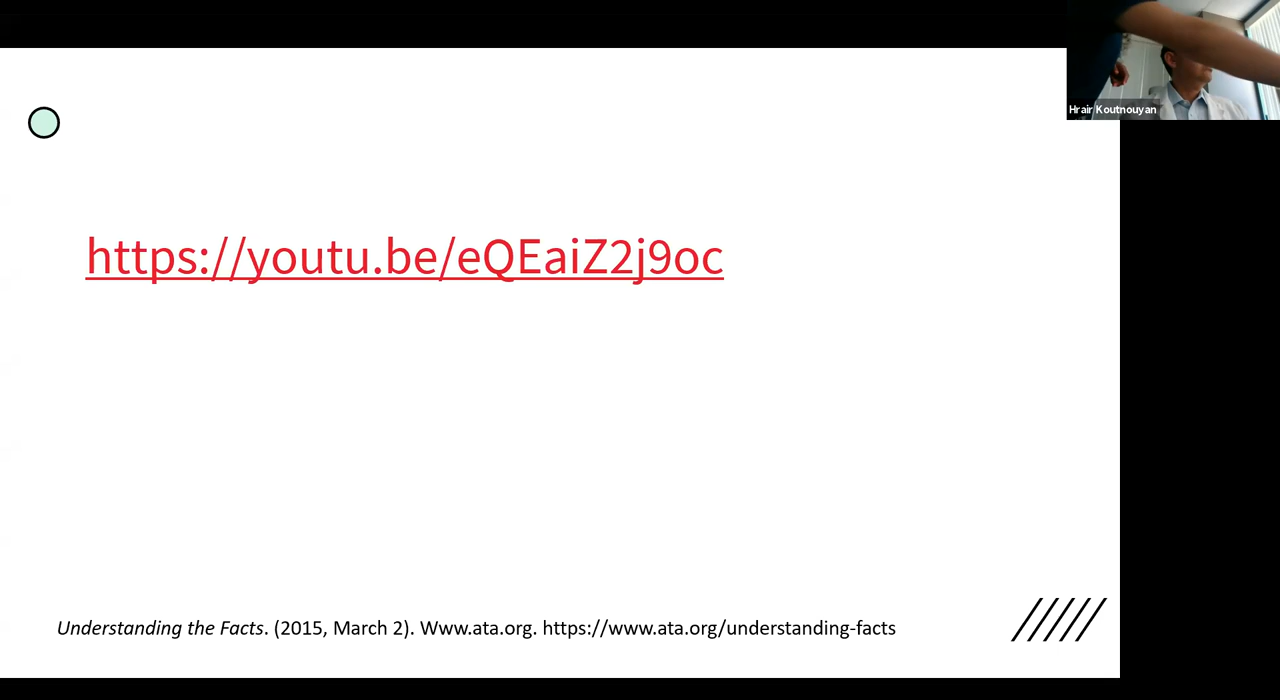 Hrair Koutnouyan
https://youtu.be/eQEaiZ2j9oc
Understanding the Facts. (2015, March 2). Www.ata.org. https://www.ata.org/understanding-facts